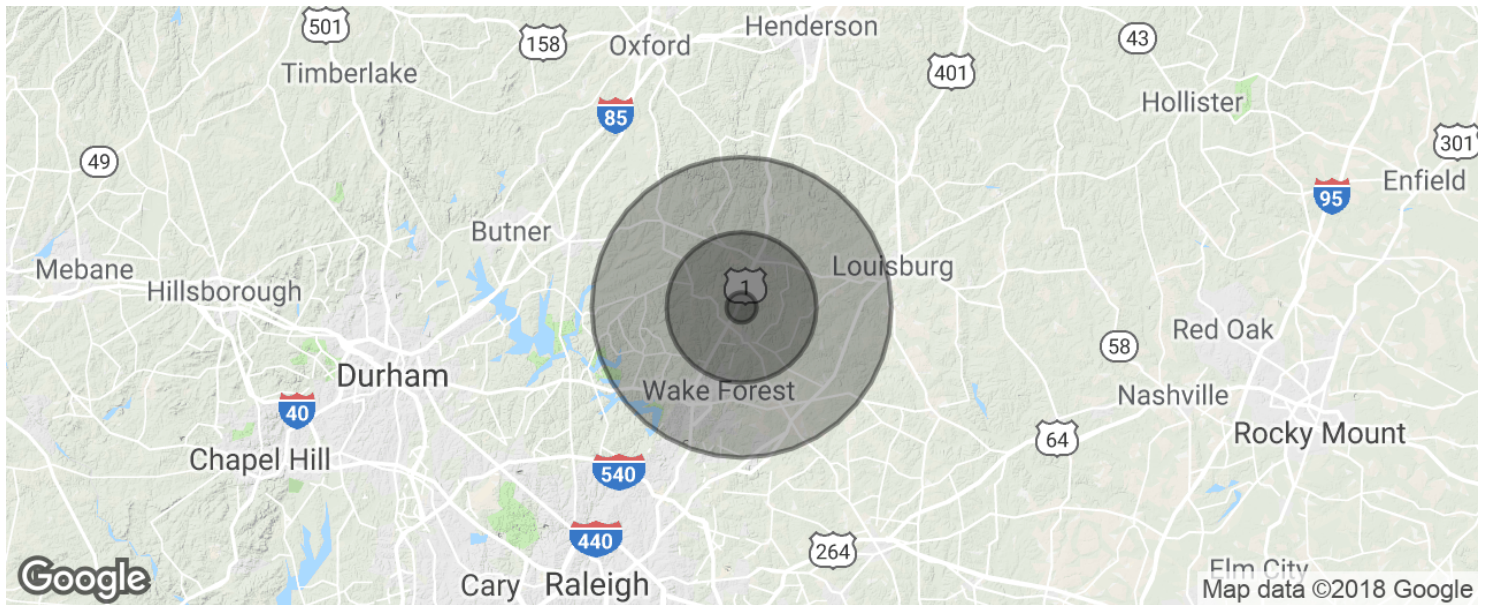 501
158
Oxford
Henderson
43
Timberlake
401
85
Hollister
301
49
Enfield
95
Butner
Mebane
Louisburg
Hillsborough
1
Red Oak
58
Durham
Wake Forest
Nashville
40
Rocky Mount
64
Chapel Hill
540
440
264
Google
Cary
Raleigh
Elm City
Map data ©2018 Google